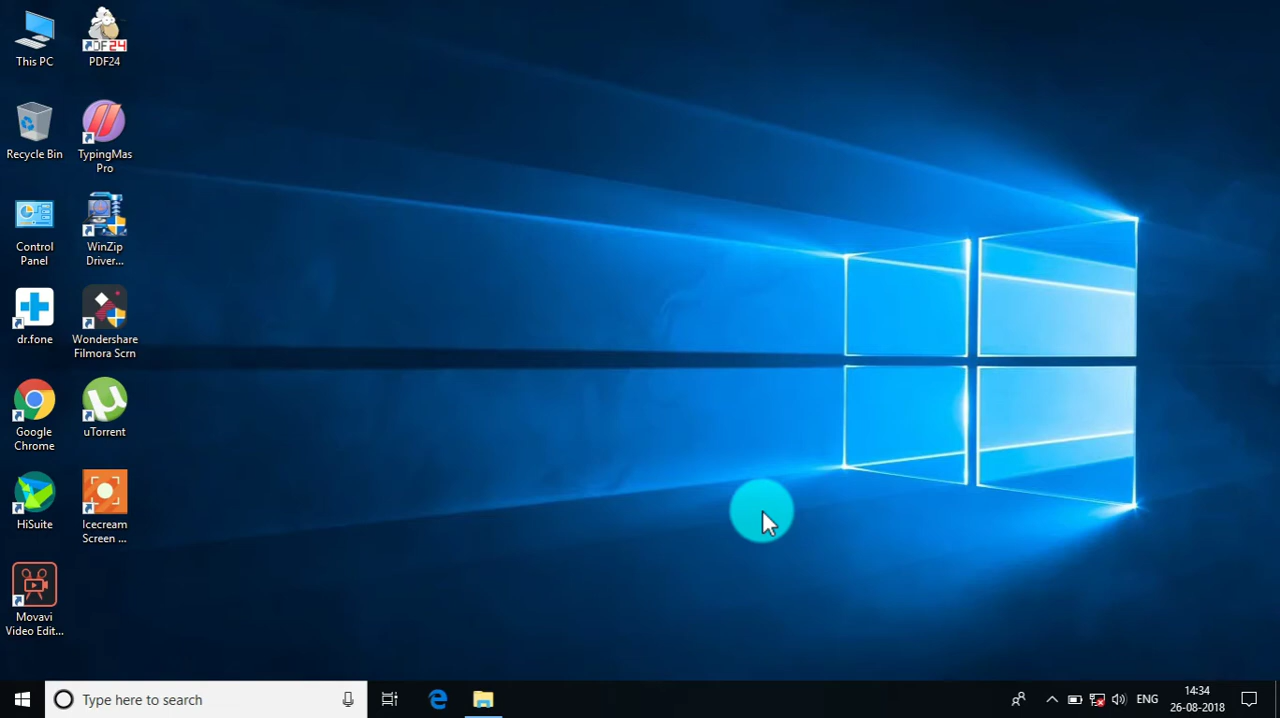 This PC
PDF24
Recycle Bin
TypingMas
Pro
Control
Panel
WinZip
Driver...
dr.fone
Wondershare
Filmora Scrn
Google
Chrome
uTorrent
HiSuite
Icecream
Screen ...
Movavi
Video Edit...
Type here to search
ENG
14:34
26-08-2018